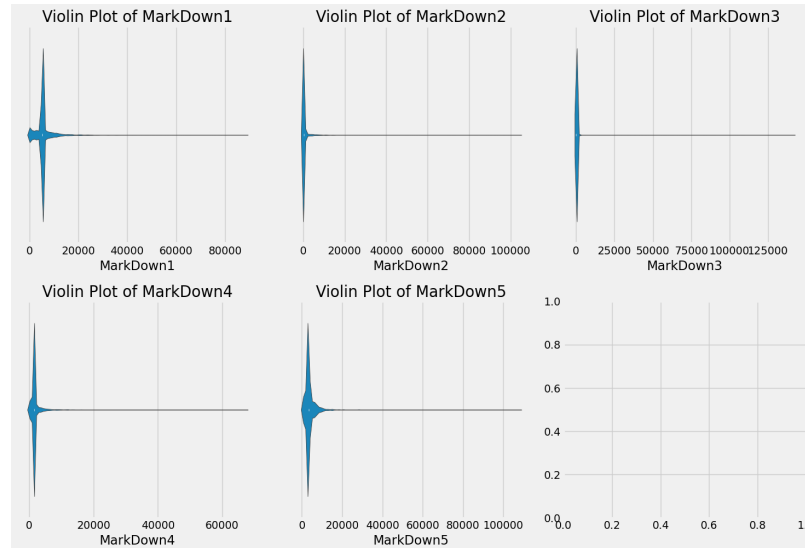 Violin Plot of MarkDown1 Violin Plot of MarkDown2 Violin Plot of MarkDown3
0 20000 40000 60000 80000 0 20000 40000 60000 80000 100000 0 25000 50000 75000100000125000
MarkDown1 MarkDown2 MarkDown3
Violin Plot of MarkDown4 Violin Plot of MarkDown5
1.0
0.8
0.6
0.4
0.2
0.0
0 20000 40000 60000 0 20000 40000 60000 80000 100000 0.0 0.2 0.4 0.6 0.8 1.
MarkDown4 MarkDown5